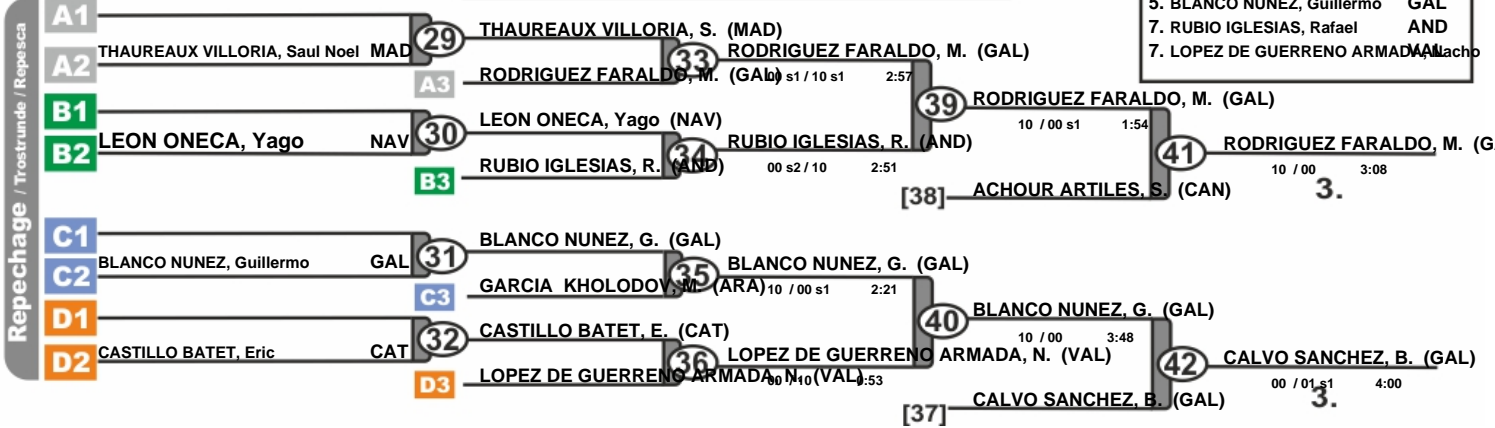 5. BLANCO NUNEZ, Guillermo GAL
7. RUBIO IGLESIAS, Rafael AND
7. LOPEZ DE GUERRENO ARMADA, Nacho VAL
Repechage / Trostrunde / Repesca
A1
THAUREAUX VILLORIA, Saul Noel MAD
A2
29
THAUREAUX VILLORIA, S. (MAD)
A3
RODRIGUEZ FARALDO, M. (GAL)
33
RODRIGUEZ FARALDO, M. (GAL)
00 s1 / 10 s1 2:57
B1
LEON ONECA, Yago NAV
B2
30
LEON ONECA, Yago (NAV)
B3
RUBIO IGLESIAS, R. (AND)
34
RUBIO IGLESIAS, R. (AND)
00 s2 / 10 2:51
39
RODRIGUEZ FARALDO, M. (GAL)
10 / 00 s1 1:54
[38]
ACHOUR ARTILES, S. (CAN)
41
RODRIGUEZ FARALDO, M. (GA
10 / 00 3:08
3.
C1
BLANCO NUNEZ, Guillermo GAL
C2
31
BLANCO NUNEZ, G. (GAL)
C3
GARCIA KHOLODOV, M. (ARA)
35
BLANCO NUNEZ, G. (GAL)
10 / 00 s1 2:21
D1
CASTILLO BATET, Eric CAT
D2
32
CASTILLO BATET, E. (CAT)
D3
LOPEZ DE GUERRENO ARMADA, N. (VAL)
36
LOPEZ DE GUERRENO ARMADA, N. (VAL)
00 / 10 0:53
40
BLANCO NUNEZ, G. (GAL)
10 / 00 3:48
[37]
CALVO SANCHEZ, B. (GAL)
42
CALVO SANCHEZ, B. (GAL)
00 / 01 s1 4:00
3.